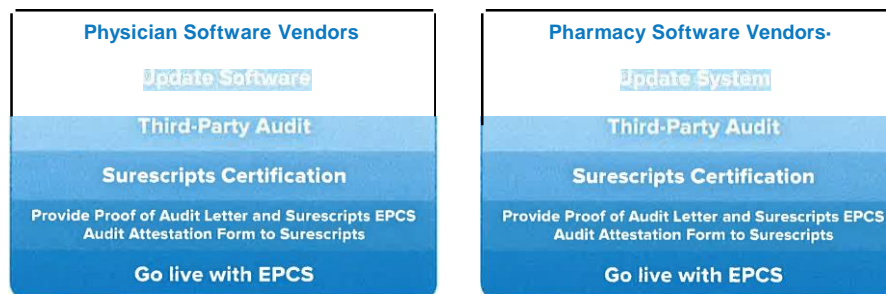 Physician Software Vendors
Update Software
Third-Party Audit
Surescripts Certification
Provide Proof of Audit Letter and Surescripts EPCS
Audit Attestation Form to Surescripts
Go live with EPCS
Pharmacy Software Vendors·
Update System
Third-Party Audit
Surescripts Certification
Provide Proof of Audit Letter and Surescripts EPCS
Audit Attestation Form to Surescripts
Go live with EPCS